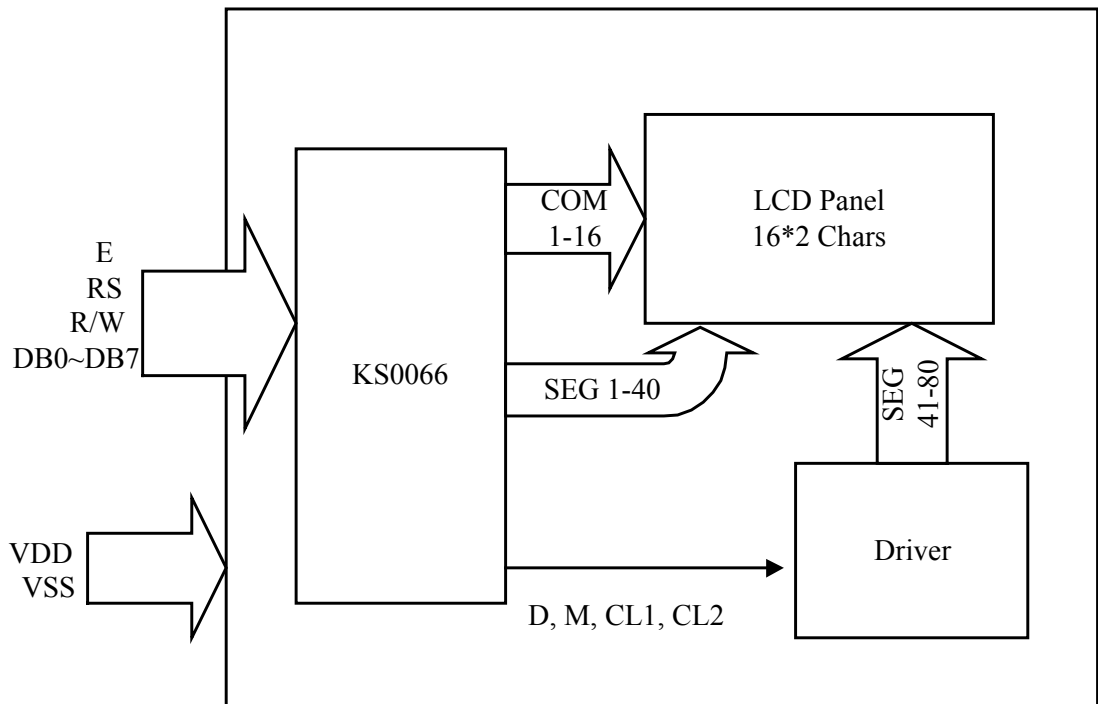 E
RS
R/W
DB0~DB7
VDD
VSS
KS0066
COM
1-16
SEG 1-40
LCD Panel
16*2 Chars
SEG
41-80
Driver
D, M, CL1, CL2